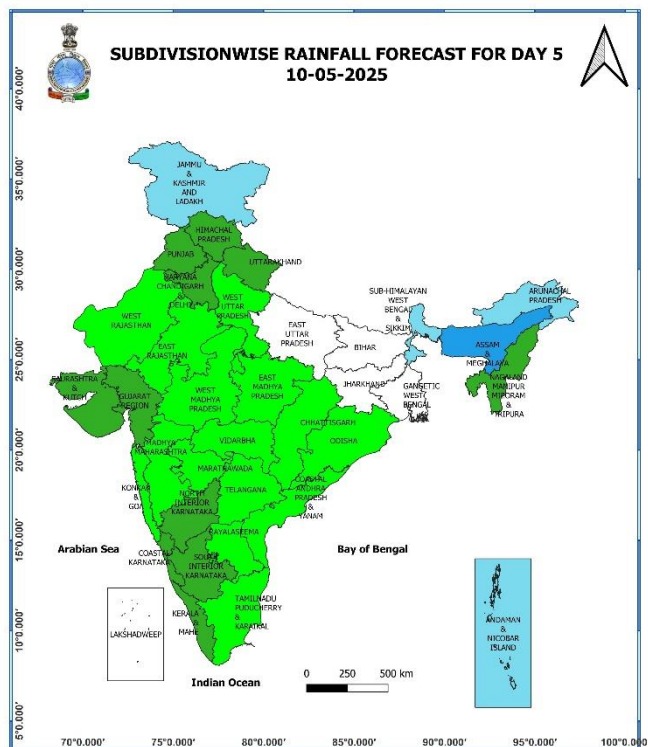 SUBDIVISIONWISE RAINFALL FORECAST FOR DAY 5
10-05-2025
40°0.000'
35°0.000'
30°0.000'
25°0.000'
20°0.000'
15°0.000'
10°0.000'
5°0.000'
JAMMU
&
KASHMIR
AND
LADAKH
HIMACHAL
PRADESH
PUNJAB
UTTARAKHAND
HARYANA
CHANDIGARH
&
DELHI
WEST
UTTAR
PRADESH
WEST
RAJASTHAN
EAST
RAJASTHAN
EAST
UTTAR
PRADESH
SUB-HIMALAYAN
WEST
BENGAL
&
SIKKIM
BIHAR
ARUNACHAL
PRADESH
ASSAM
&
MEGHALAYA
NAGALAND
MANIPUR
MIZORAM
&
TRIPURA
JHARKHAND
GANGETIC
WEST
BENGAL
SAURASHTRA
&
KUTCH
GUJARAT
REGION
WEST
MADHYA
PRADESH
EAST
MADHYA
PRADESH
CHHATTISGARH
ODISHA
MADHYA
MAHARASHTRA
VIDARBHA
MARATHWADA
KONKAN
&
GOA
NORTH
INTERIOR
KARNATAKA
TELANGANA
COASTAL
ANDHRA
PRADESH
&
YANAM
RAYALASEEMA
COASTAL
KARNATAKA
SOUTH
INTERIOR
KARNATAKA
KERALA
&
MAHE
TAMILNADU
PUDUCHERRY
&
KARAIKAL
LAKSHADWEEP
ANDAMAN
&
NICOBAR
ISLAND
Arabian Sea
Bay of Bengal
Indian Ocean
0 250 500 km
70°0.000' 75°0.000' 80°0.000' 85°0.000' 90°0.000' 95°0.000' 100°0.000'